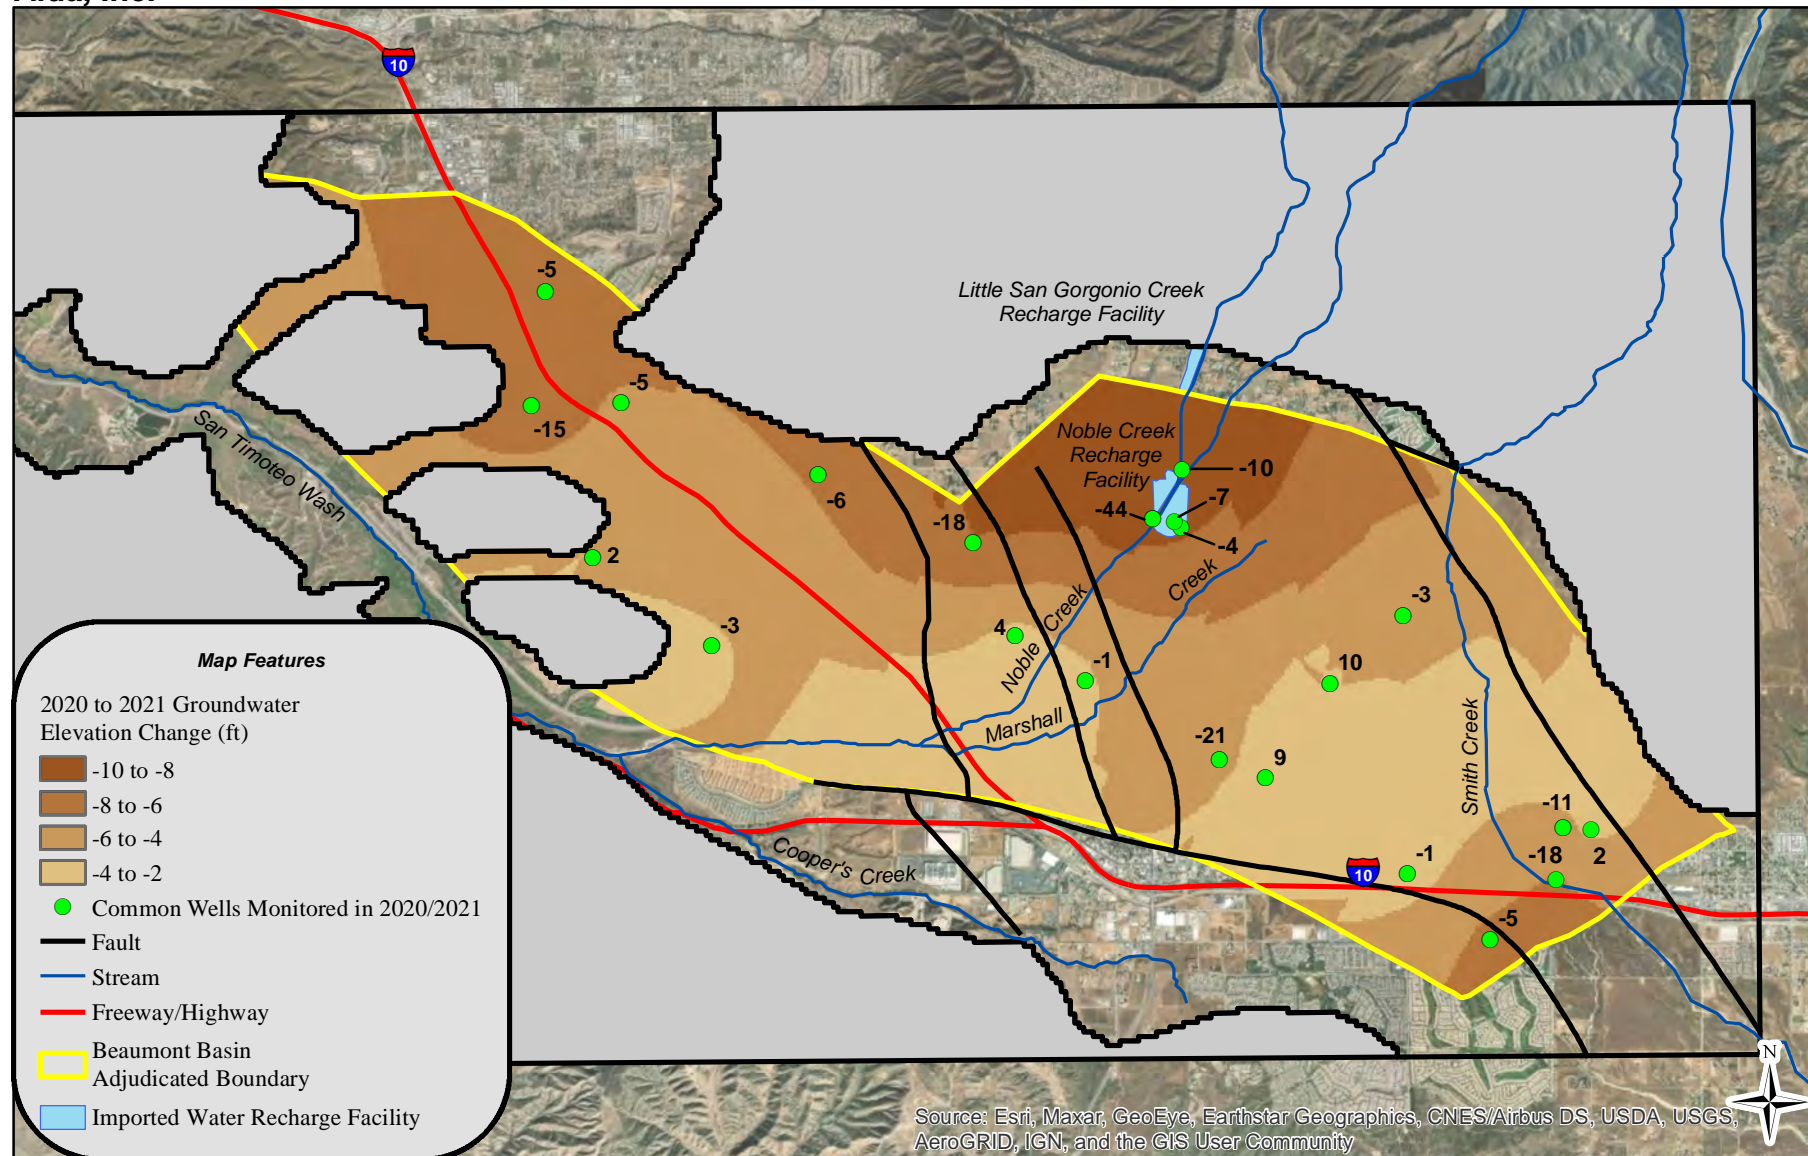 10
-5
Little San Gorgonio Creek
Recharge Facility
-5
-15
San Timoteo Wash
Noble Creek
Recharge
Facility
-10
-6
-44
-7
-18
-4
2
Creek
-3
4
Noble Creek
-3
-1
10
Marshall
-21
9
Smith Creek
-11
2
-18
-1
10
Cooper's Creek
-5
Map Features
2020 to 2021 Groundwater
Elevation Change (ft)
-10 to -8
-8 to -6
-6 to -4
-4 to -2
Common Wells Monitored in 2020/2021
Fault
Stream
Freeway/Highway
Beaumont Basin
Adjudicated Boundary
Imported Water Recharge Facility
N
Source: Esri, Maxar, GeoEye, Earthstar Geographics, CNES/Airbus DS, USDA, USGS,
AeroGRID, IGN, and the GIS User Community